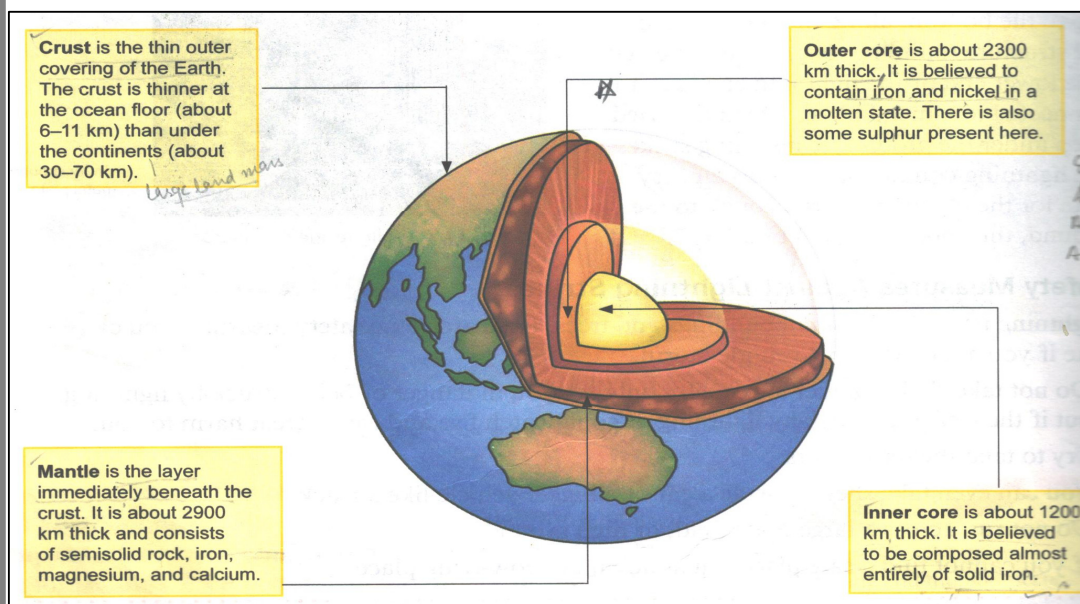 Crust is the thin outer
covering of the Earth.
The crust is thinner at
the ocean floor (about
6–11 km) than under
the continents (about
30–70 km).
large land mass
Outer core is about 2300
km thick. It is believed to
contain iron and nickel in a
molten state. There is also
some sulphur present here.
Mantle is the layer
immediately beneath the
crust. It is about 2900
km thick and consists
of semisolid rock, iron,
magnesium, and calcium.
Inner core is about 1200
km thick. It is believed
to be composed almost
entirely of solid iron.